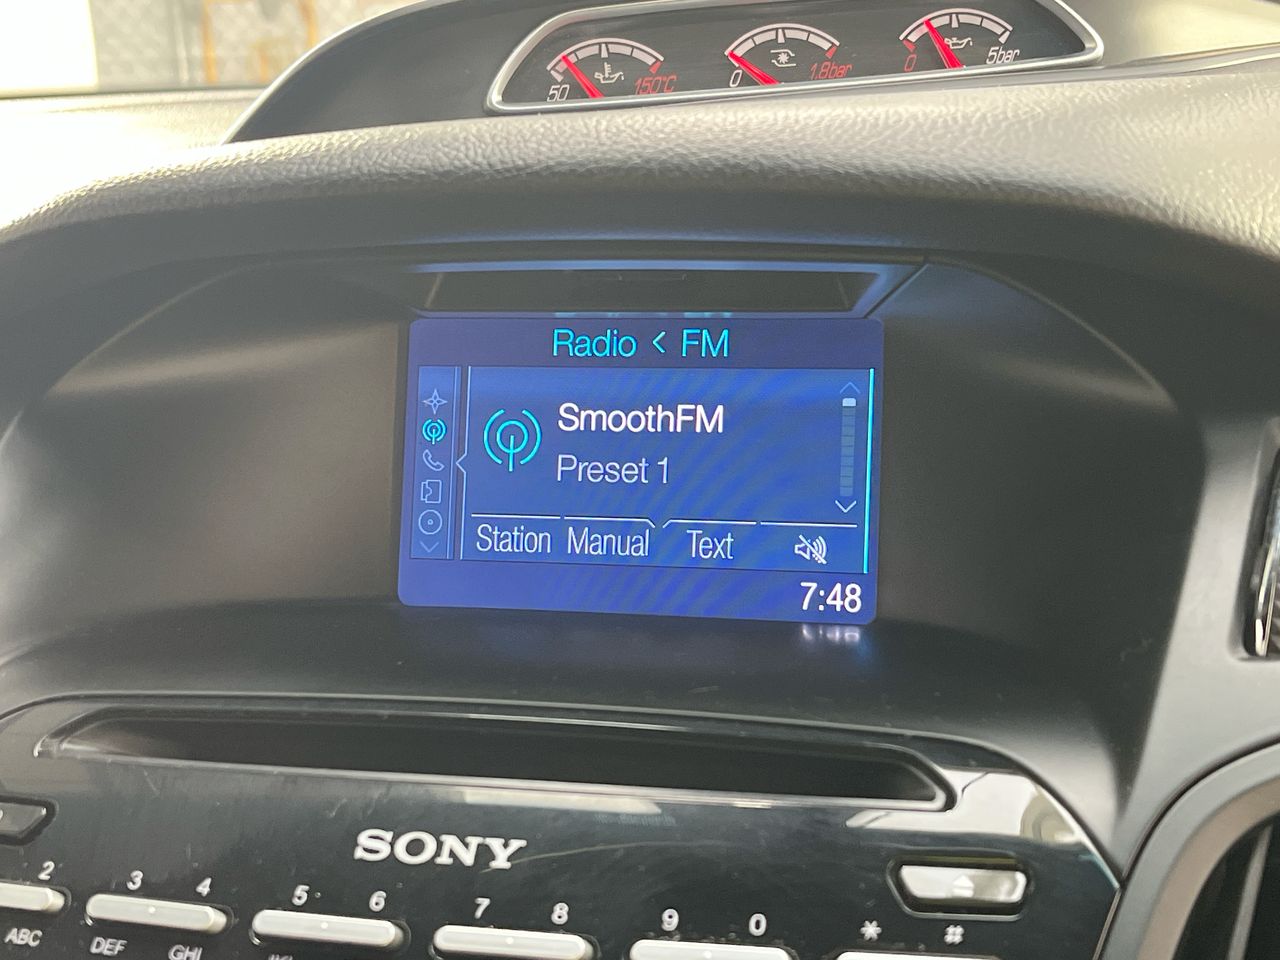 50 150°C
0 1.8bar
0 5bar
Radio < FM
SmoothFM
Preset 1
Station Manual Text
7:48
SONY
2 3 4 5 6 7 8 9 0 * #
ABC DEF GHI